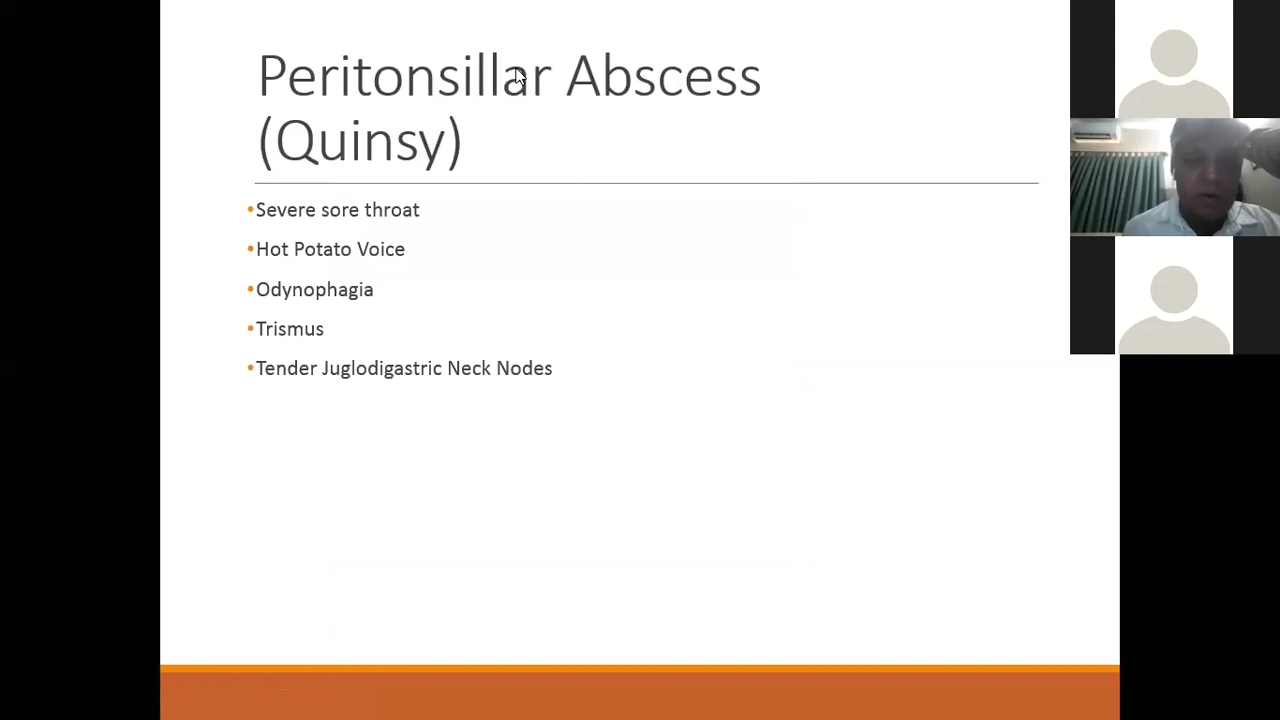 Peritonsillar Abscess
(Quinsy)
•Severe sore throat
•Hot Potato Voice
•Odynophagia
•Trismus
•Tender Juglodigastric Neck Nodes